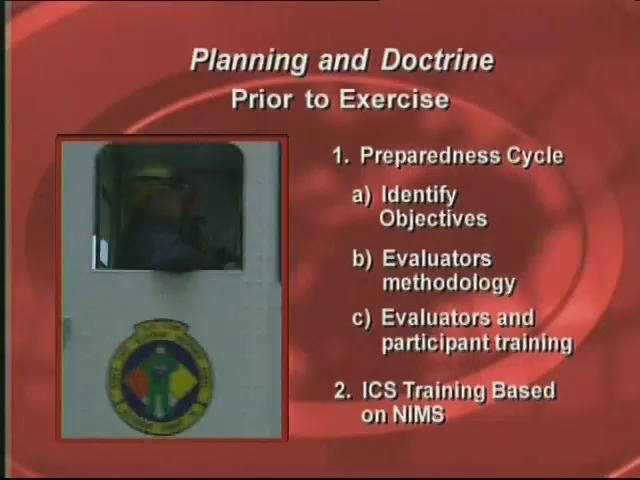 Planning and Doctrine
Prior to Exercise
1. Preparedness Cycle
a) Identify
Objectives
b) Evaluators
methodology
c) Evaluators and
participant training
2. ICS Training Based
on NIMS